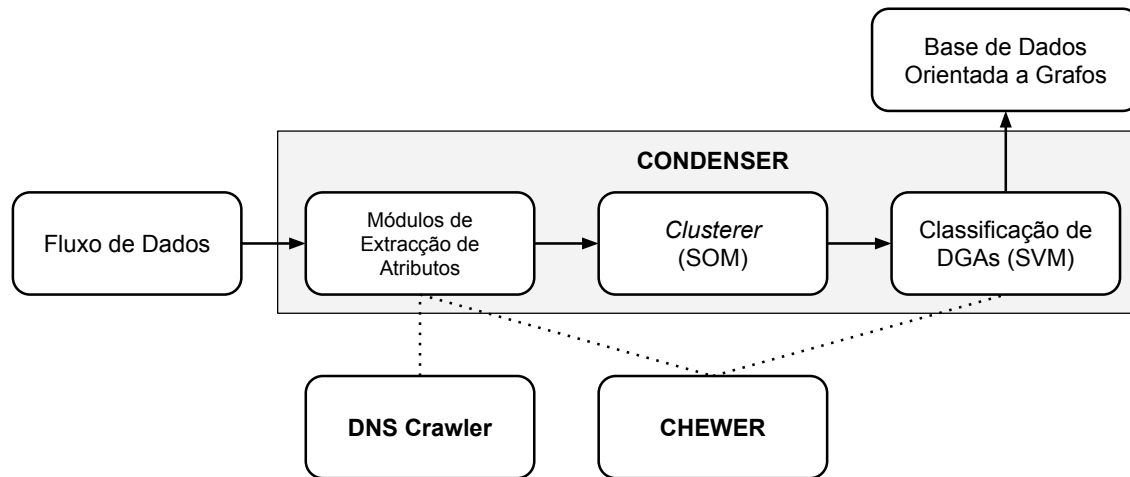 Base de Dados
Orientada a Grafos
CONDENSER
Fluxo de Dados
Módulos de
Extracção de
Atributos
Clusterer
(SOM)
Classificação de
DGAs (SVM)
DNS Crawler
CHEWER